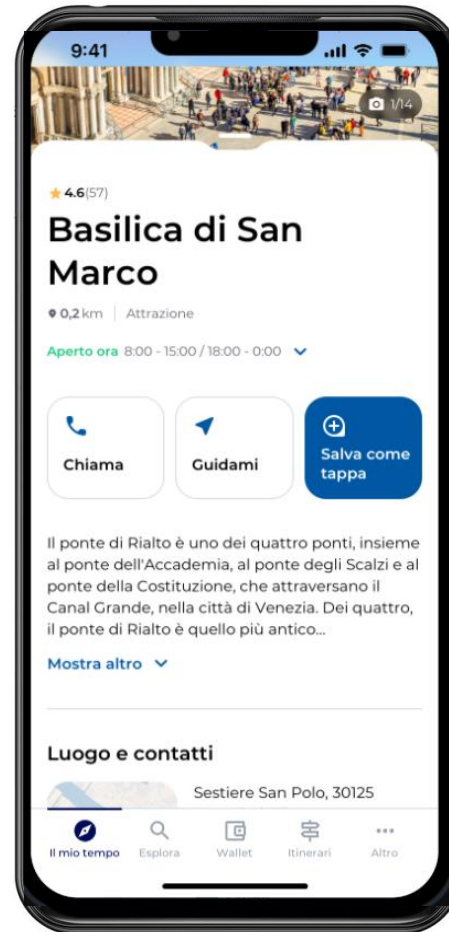 9:41
1/14
4.6(57)
Basilica di San
Marco
0,2 km | Attrazione
Aperto ora 8:00 - 15:00 / 18:00 - 0:00
Chiama
Guidami
Salva come
tappa
Il ponte di Rialto è uno dei quattro ponti, insieme
al ponte dell'Accademia, al ponte degli Scalzi e al
ponte della Costituzione, che attraversano il
Canal Grande, nella città di Venezia. Dei quattro,
il ponte di Rialto è quello più antico...
Mostra altro
Luogo e contatti
Sestiere San Polo, 30125
Il mio tempo
Esplora
Wallet
Itinerari
Altro